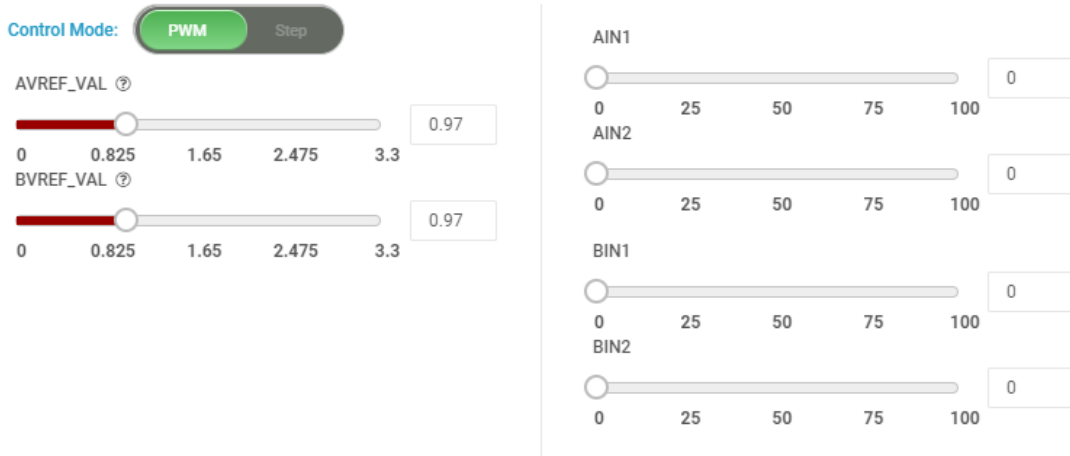 Control Mode: PWM Step
AVREF_VAL ?
0.97
0 0.825 1.65 2.475 3.3
BVREF_VAL ?
0.97
0 0.825 1.65 2.475 3.3
AIN1
0
0 25 50 75 100
AIN2
0
0 25 50 75 100
BIN1
0
0 25 50 75 100
BIN2
0
0 25 50 75 100